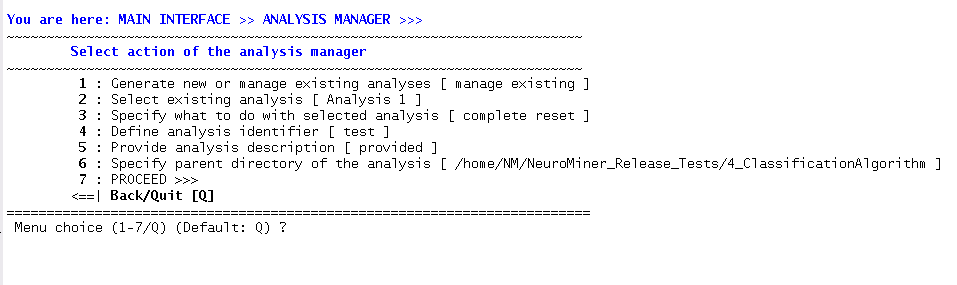 You are here: MAIN INTERFACE >> ANALYSIS MANAGER >>>
~~~~~~~~~~~~~~~~~~~~~~~~~~~~~~~~~~~~~~~~~~~~~~~~~~~~~~~~~~~~~~~~~~~~~~~~
Select action of the analysis manager
~~~~~~~~~~~~~~~~~~~~~~~~~~~~~~~~~~~~~~~~~~~~~~~~~~~~~~~~~~~~~~~~~~~~~~~~
1 : Generate new or manage existing analyses [ manage existing ]
2 : Select existing analysis [ Analysis 1 ]
3 : Specify what to do with selected analysis [ complete reset ]
4 : Define analysis identifier [ test ]
5 : Provide analysis description [ provided ]
6 : Specify parent directory of the analysis [ /home/NM/NeuroMiner_Release_Tests/4_ClassificationAlgorithm ]
7 : PROCEED >>>
<==| Back/Quit [Q]
=========================================================================
Menu choice (1-7/Q) (Default: Q) ?